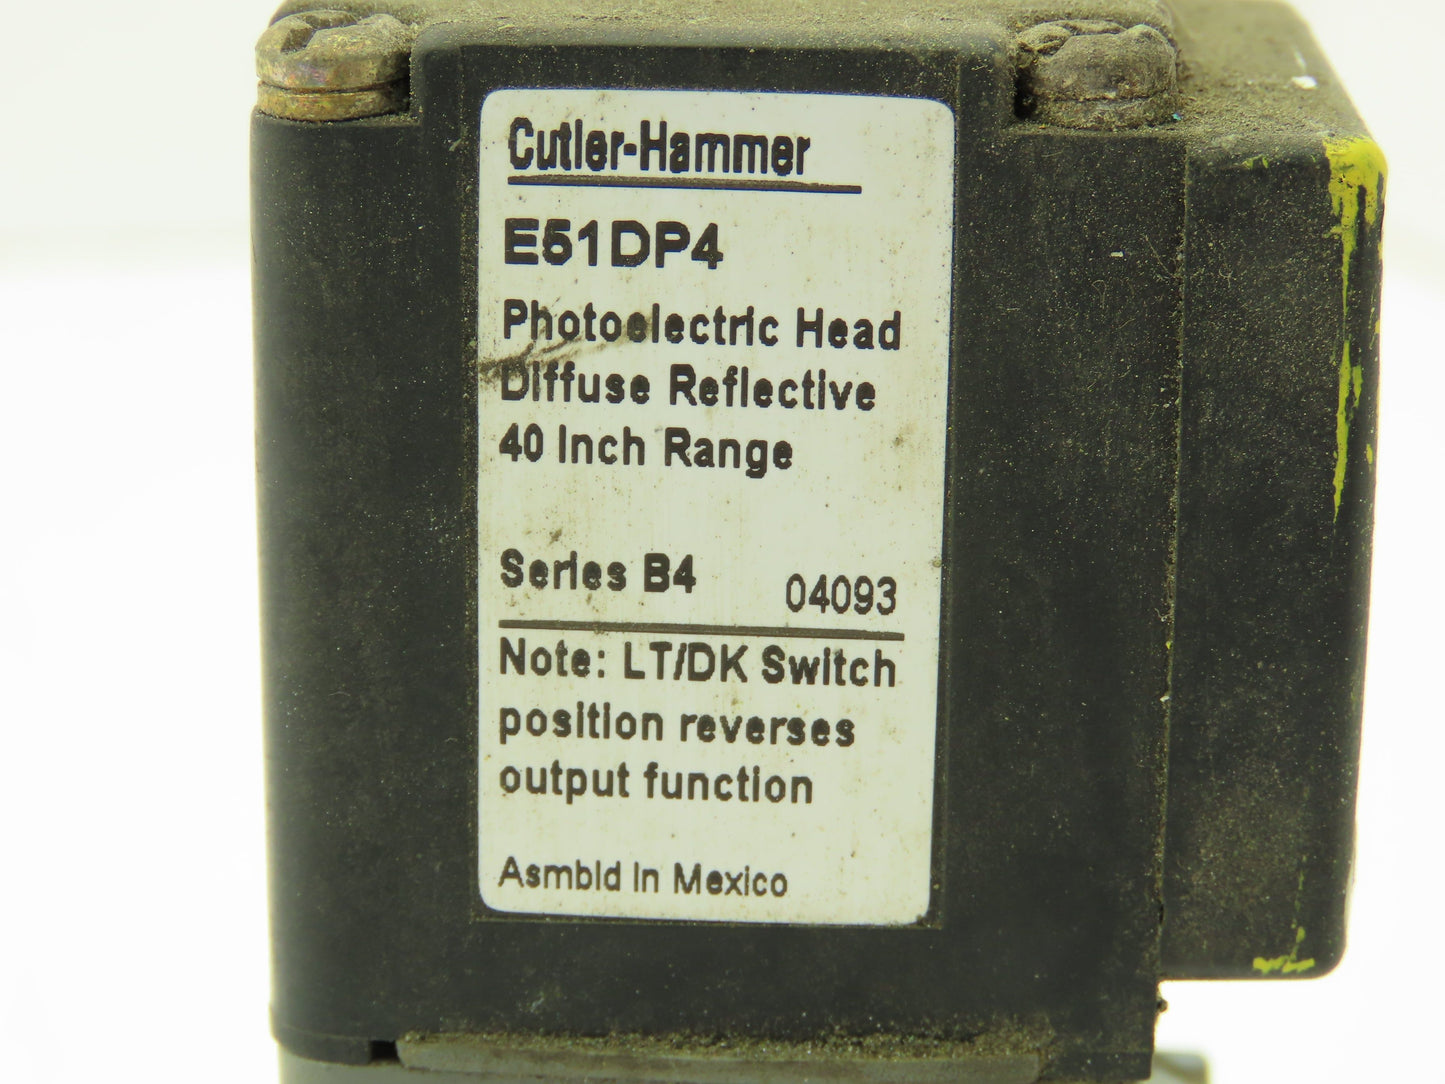 Cutler-Hammer
E51DP4
Photoelectric Head
Diffuse Reflective
40 Inch Range
Series B4 04093
Note: LT/DK Switch
position reverses
output function
Asmbld In Mexico